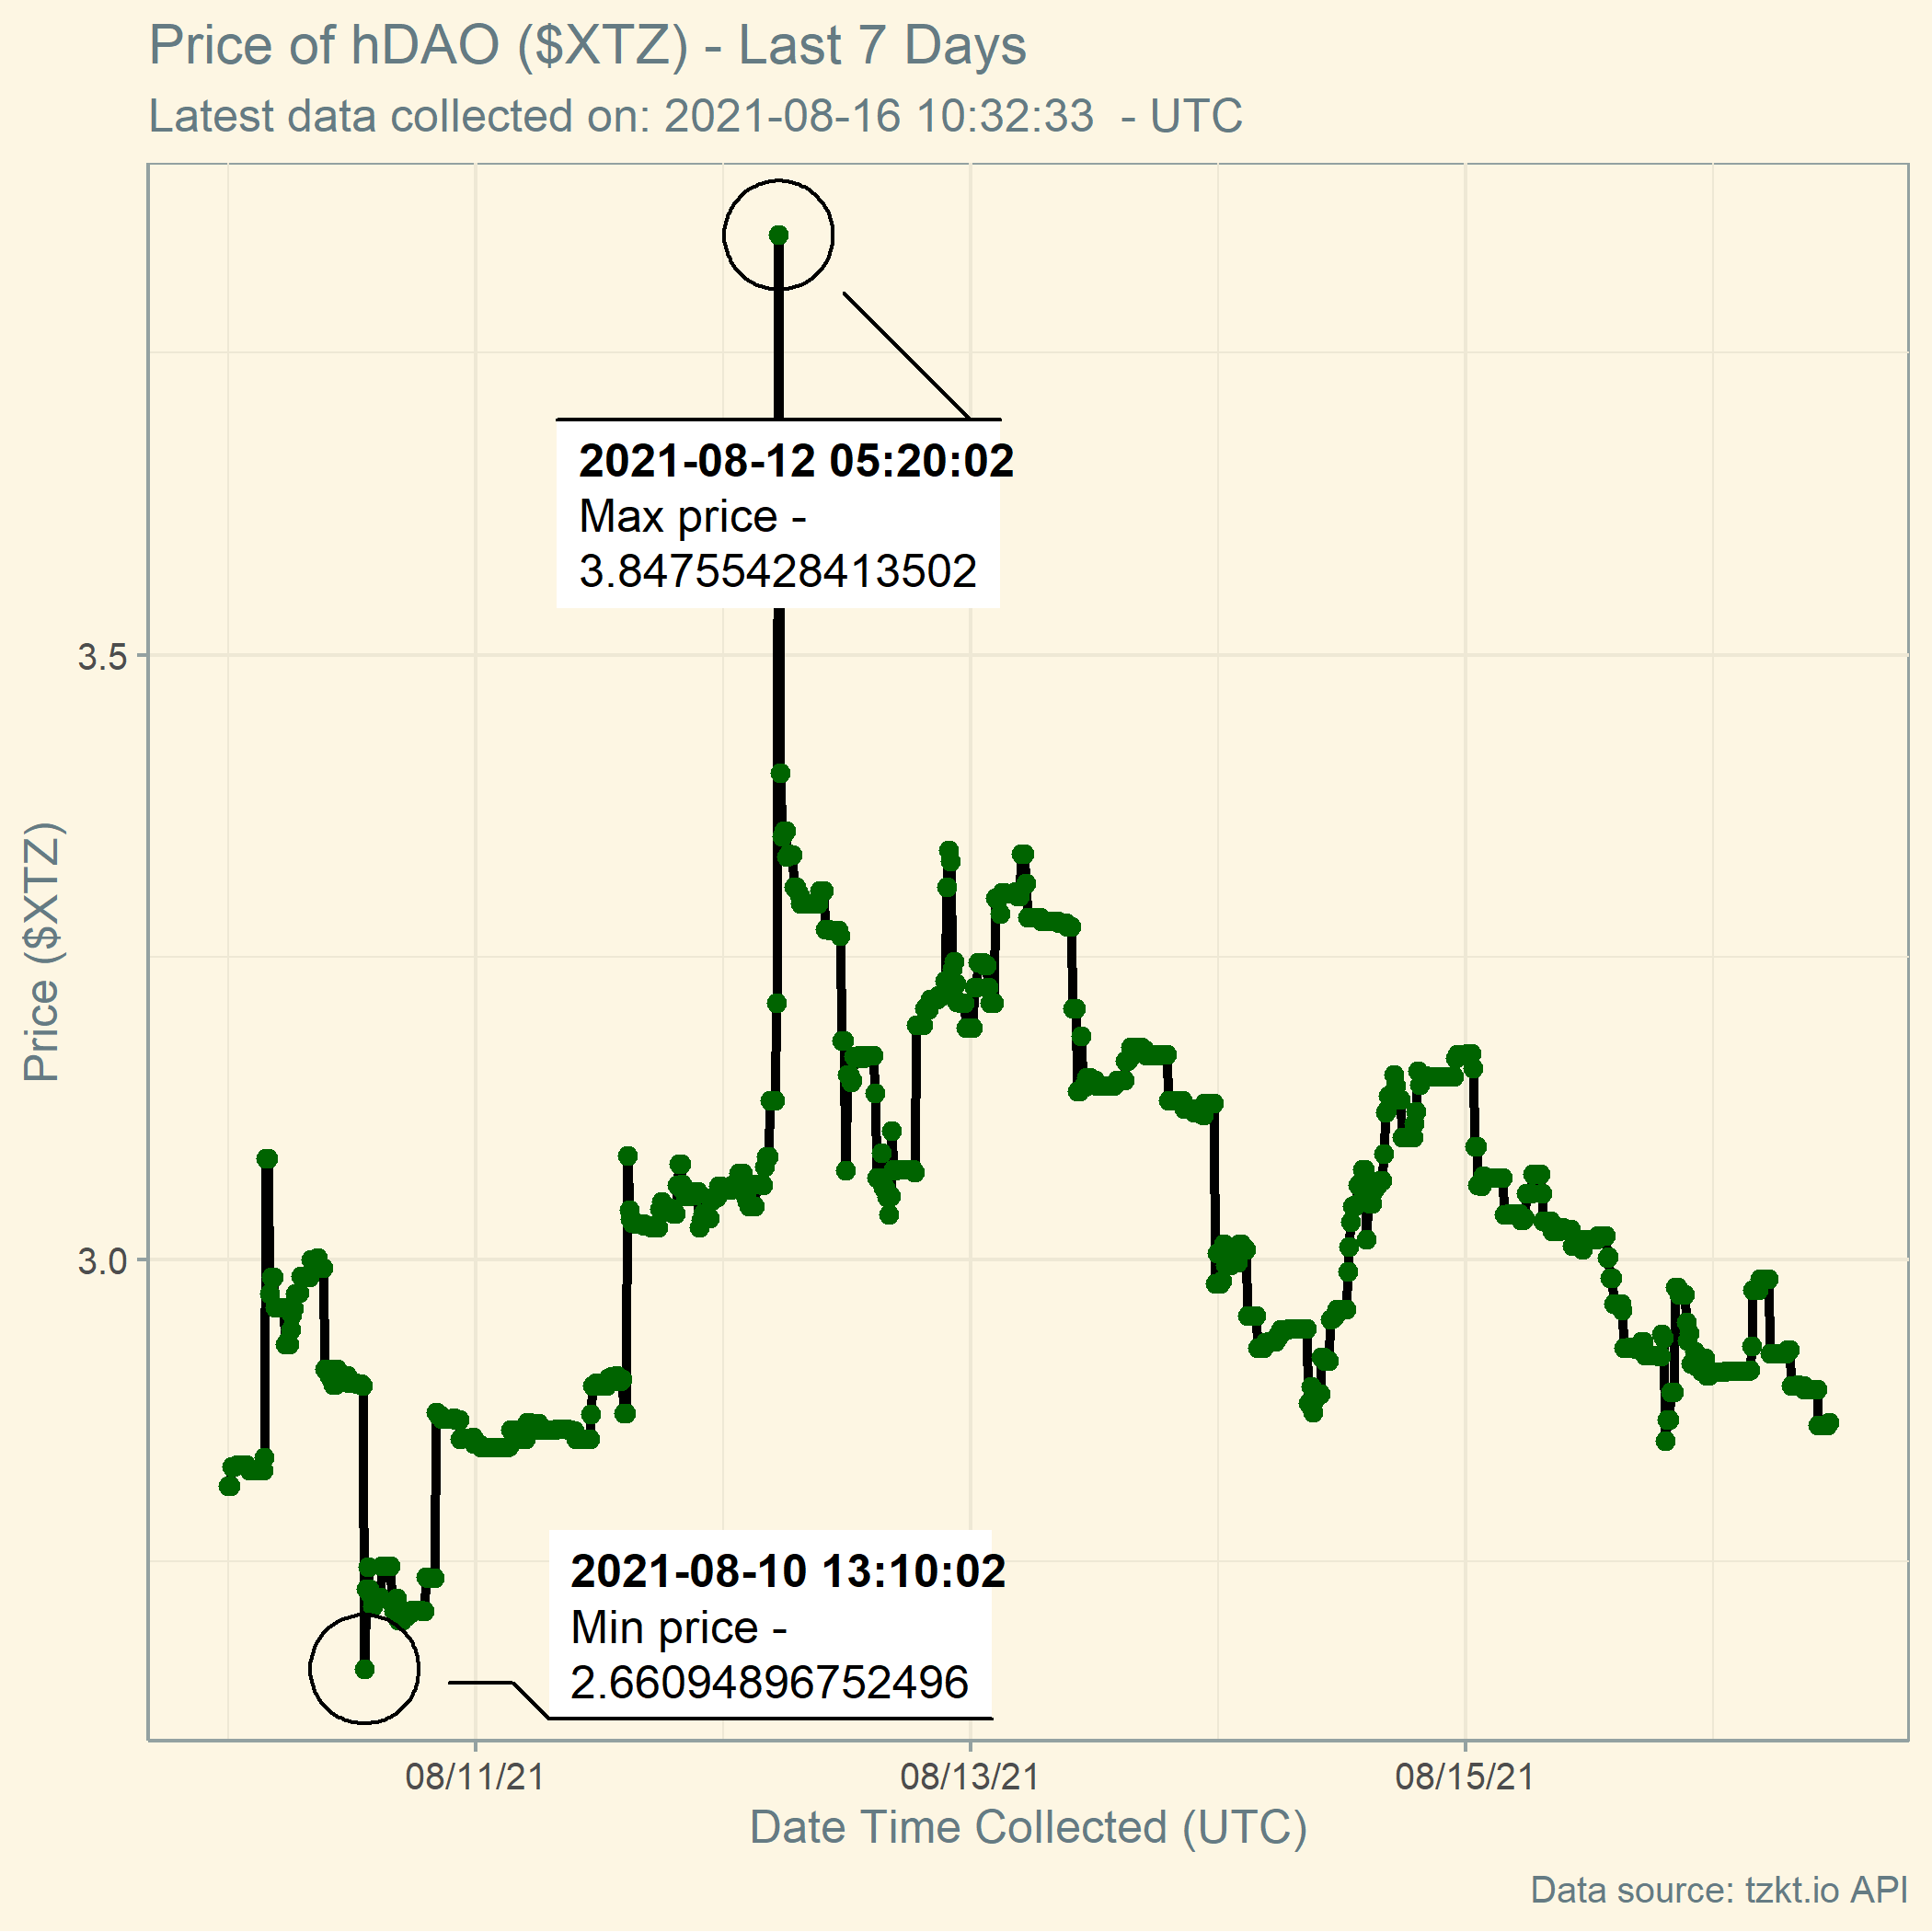 Price of hDAO ($XTZ) - Last 7 Days
Latest data collected on: 2021-08-16 10:32:33  - UTC
2021-08-12 05:20:02
Max price -
3.84755428413502
3.5
Price ($XTZ)
3.0
2021-08-10 13:10:02
Min price -
2.66094896752496
08/11/21
08/13/21
08/15/21
Date Time Collected (UTC)
Data source: tzkt.io API